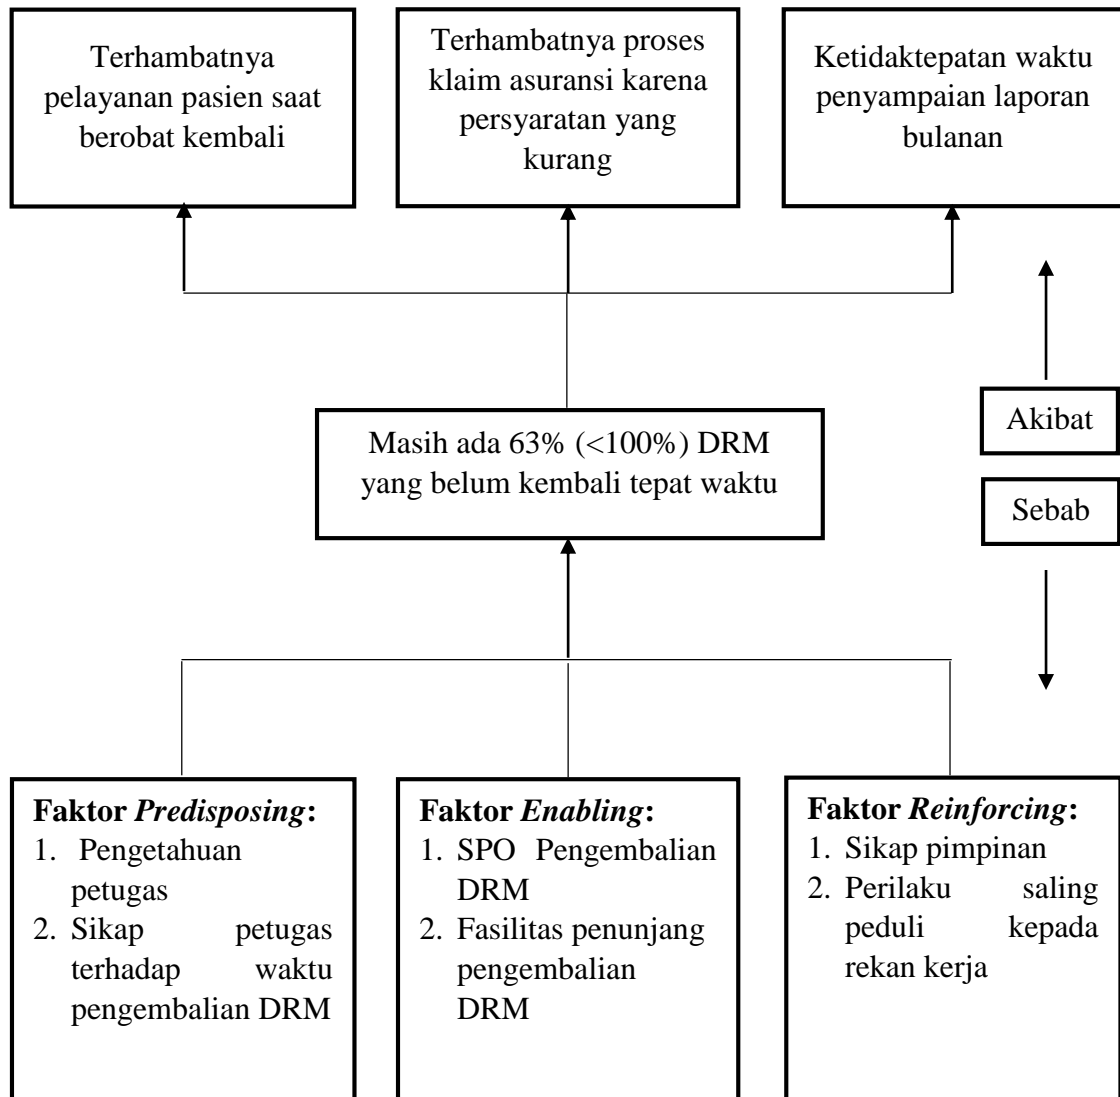 Terhambatnya
pelayanan pasien saat
berobat kembali
Terhambatnya proses
klaim asuransi karena
persyaratan yang
kurang
Ketidaktepatan waktu
penyampaian laporan
bulanan
Akibat
Masih ada 63% (<100%) DRM
yang belum kembali tepat waktu
Sebab
Faktor Predisposing:
1. Pengetahuan
petugas
2. Sikap petugas
terhadap waktu
pengembalian DRM
Faktor Enabling:
1. SPO Pengembalian
DRM
2. Fasilitas penunjang
pengembalian
DRM
Faktor Reinforcing:
1. Sikap pimpinan
2. Perilaku saling
peduli kepada
rekan kerja